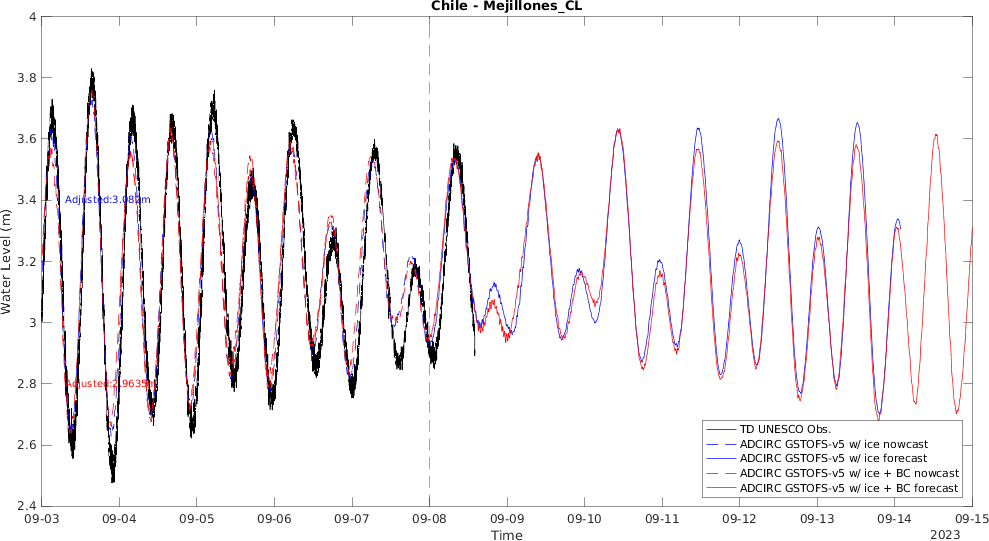 Chile - Mejillones_CL
4
3.8
3.6
3.4
3.2
3
2.8
2.6
2.4
Water Level (m)
Adjusted:3.082m
Adjusted:2.9635m
TD UNESCO Obs.
ADCIRC GSTOFS-v5 w/ ice nowcast
ADCIRC GSTOFS-v5 w/ ice forecast
ADCIRC GSTOFS-v5 w/ ice + BC nowcast
ADCIRC GSTOFS-v5 w/ ice + BC forecast
09-03 09-04 09-05 09-06 09-07 09-08 09-09 09-10 09-11 09-12 09-13 09-14 09-15
Time
2023